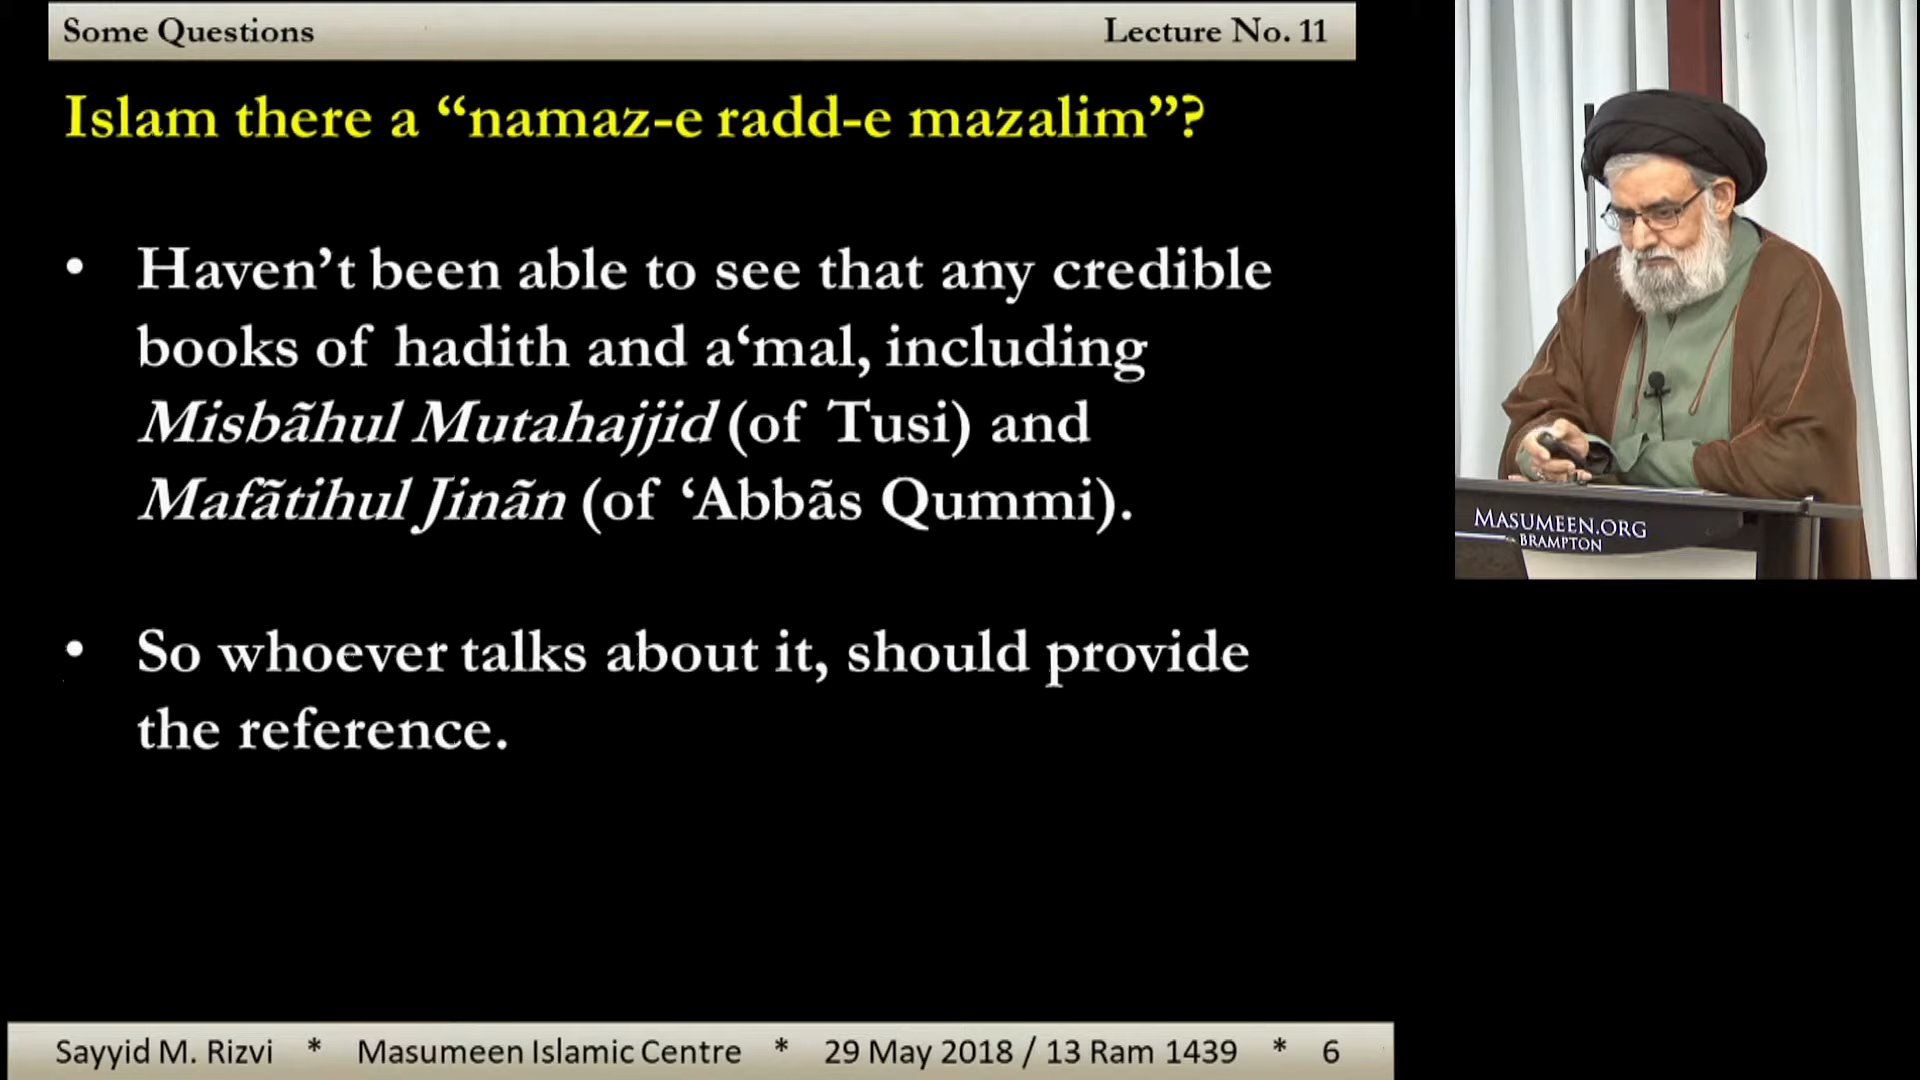 Some Questions
Lecture No. 11
Islam there a “namaz-e radd-e mazalim”?
• Haven’t been able to see that any credible
books of hadith and a‘mal, including
Misbãhul Mutahajjid (of Tusi) and
Mafãtihul Jinãn (of ‘Abbãs Qummi).
• So whoever talks about it, should provide
the reference.
MASUMEEN.ORG
BRAMPTON
Sayyid M. Rizvi * Masumeen Islamic Centre * 29 May 2018 / 13 Ram 1439 * 6